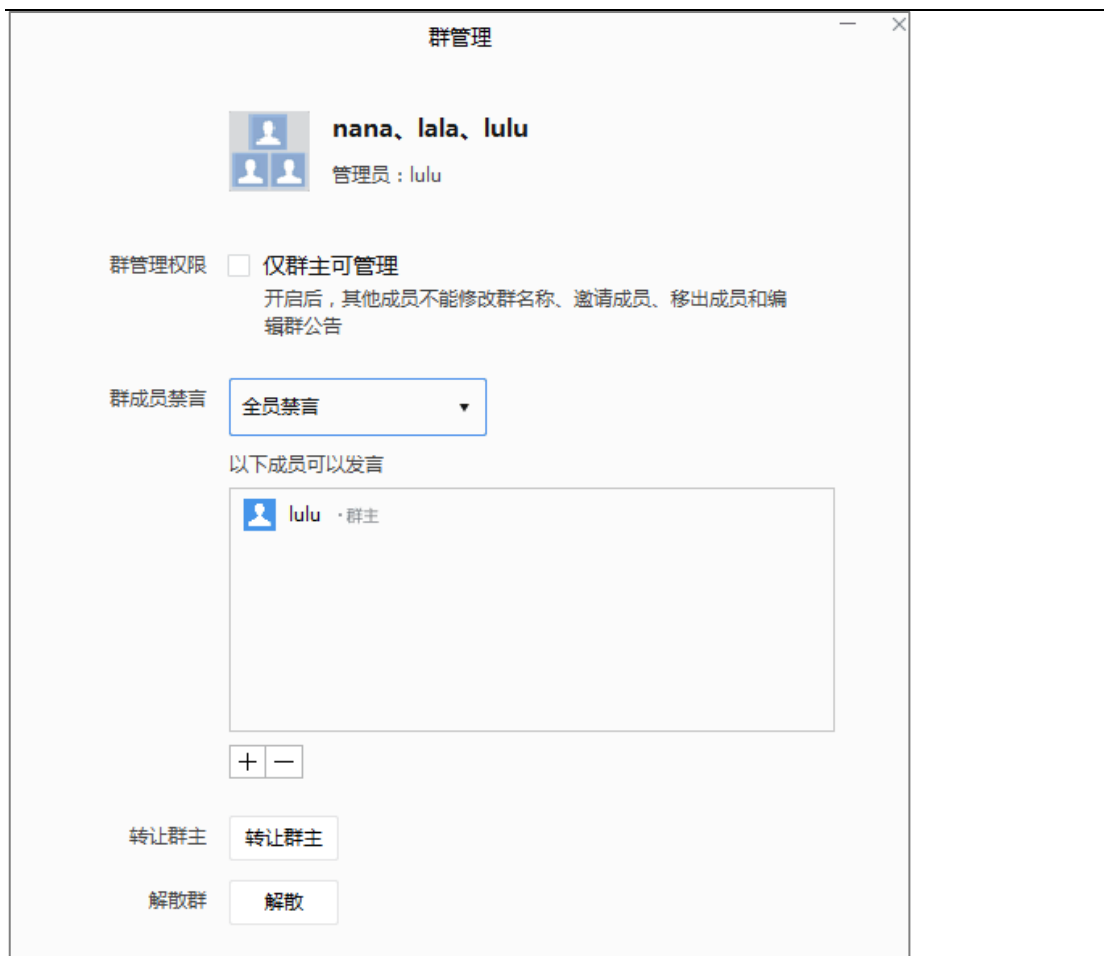 群管理
nana、lala、lulu
管理员：lulu
群管理权限 仅群主可管理
开启后，其他成员不能修改群名称、邀请成员、移出成员和编
辑群公告
群成员禁言 全员禁言
以下成员可以发言
lulu ·群主
转让群主 转让群主
解散群 解散